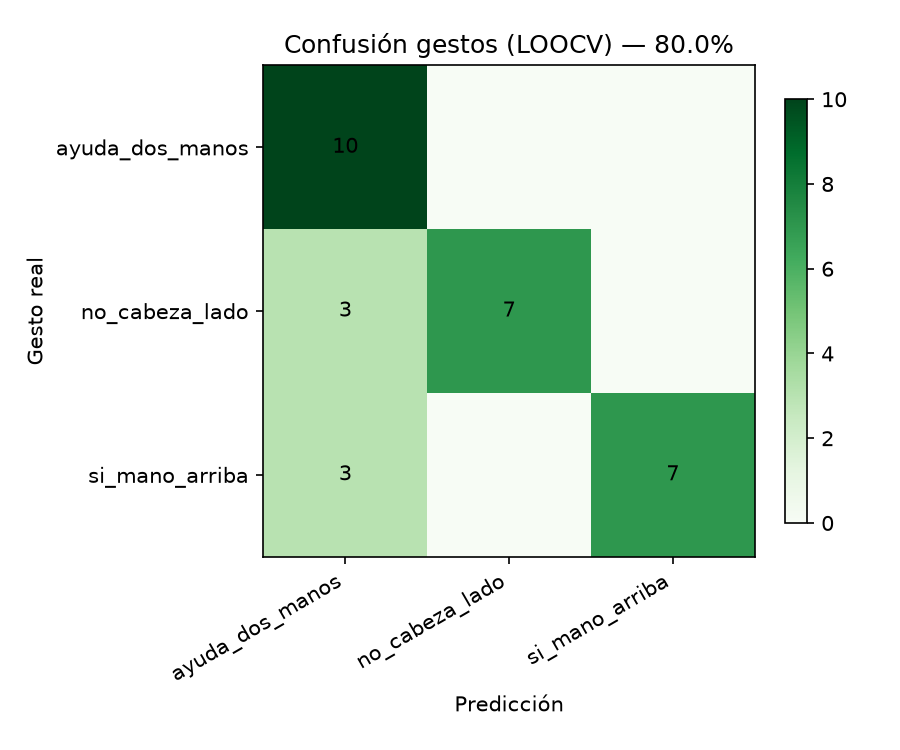 Confusión gestos (LOOCV) — 80.0%
Gesto real
ayuda_dos_manos
no_cabeza_lado
si_mano_arriba
10
3 7
3 7
ayuda_dos_manos
no_cabeza_lado
si_mano_arriba
Predicción
10
8
6
4
2
0